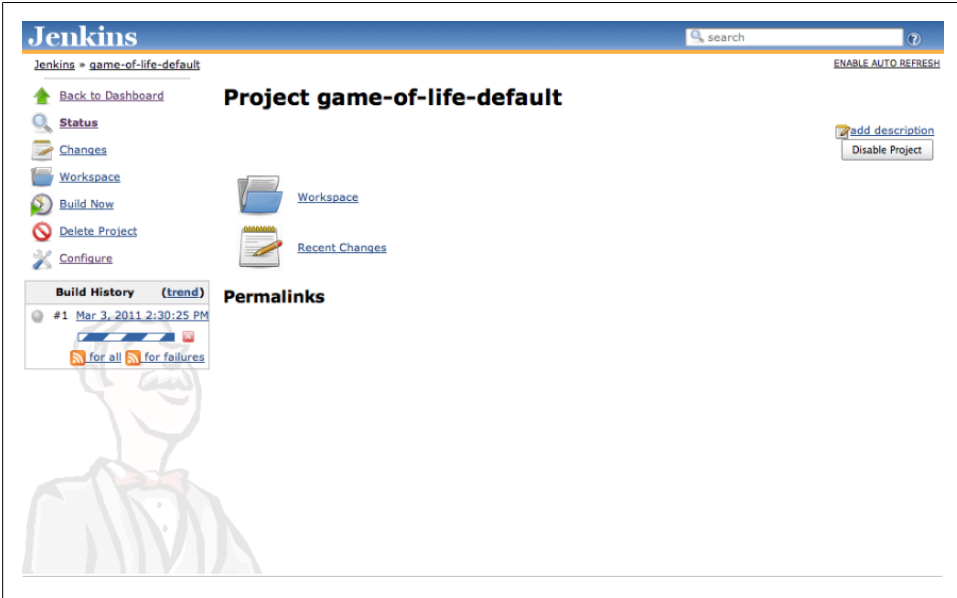 Jenkins
search
Jenkins » game-of-life-default
ENABLE AUTO REFRESH
Back to Dashboard
Status
Changes
Workspace
Build Now
Delete Project
Configure
Build History (trend)
#1 Mar 3, 2011 2:30:25 PM
for all for failures
Project game-of-life-default
add description
Disable Project
Workspace
Recent Changes
Permalinks